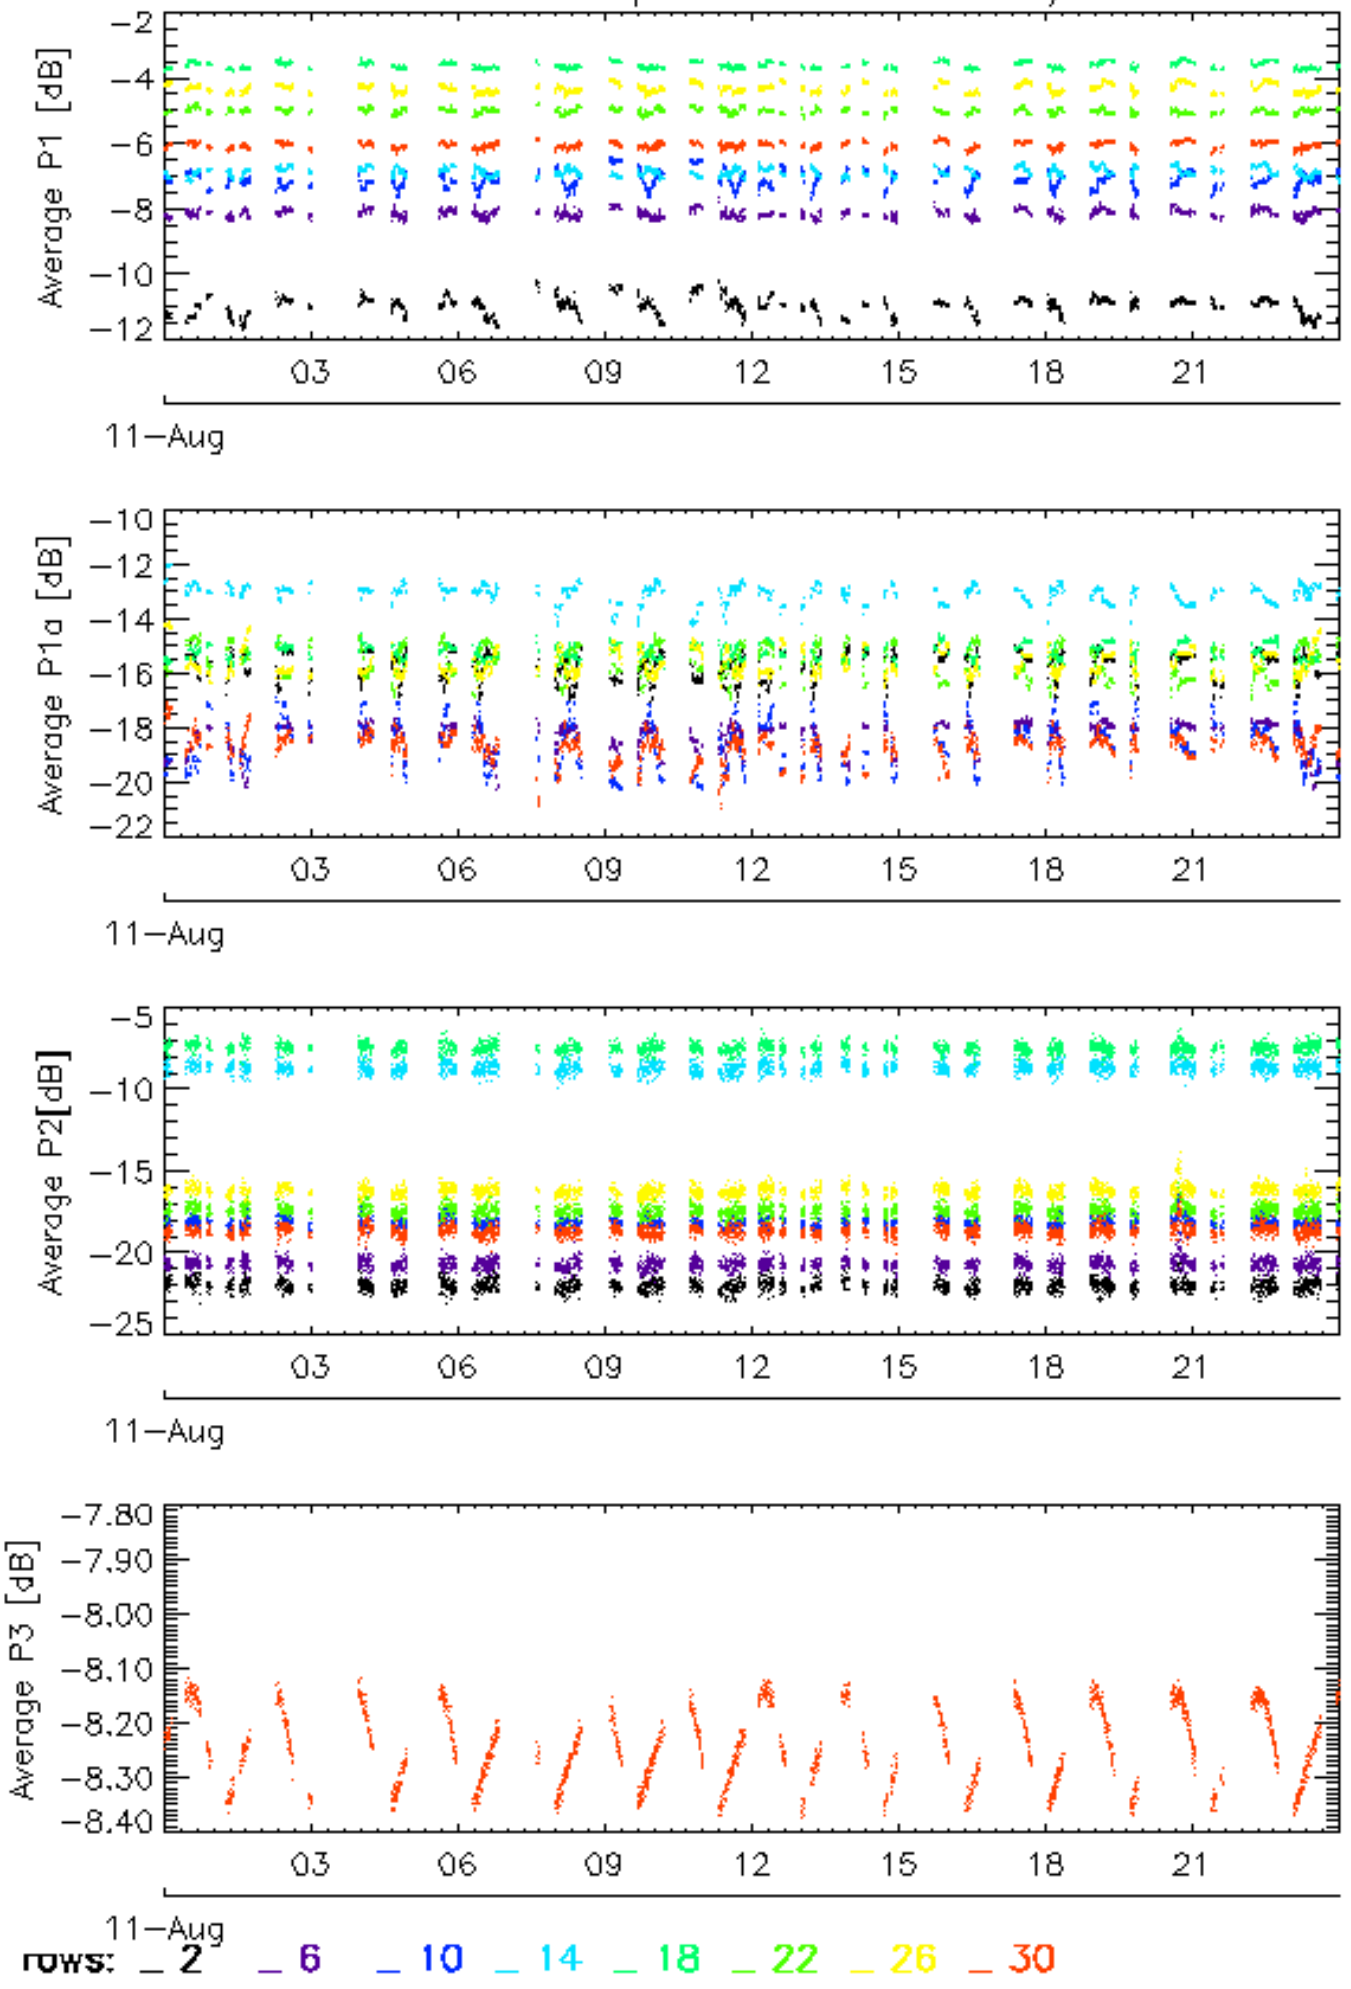 −2
−4
−6
−8
−10
−12
Average P1 [dB]
03 06 09 12 15 18 21
11−Aug
−10
−12
−14
−16
−18
−20
−22
Average P1a [dB]
03 06 09 12 15 18 21
11−Aug
−5
−10
−15
−20
−25
Average P2[dB]
03 06 09 12 15 18 21
11−Aug
−7.80
−7.90
−8.00
−8.10
−8.20
−8.30
−8.40
Average P3 [dB]
03 06 09 12 15 18 21
11−Aug
rows: _ 2 _ 6 _ 10 _ 14 _ 18 _ 22 _ 26 _ 30